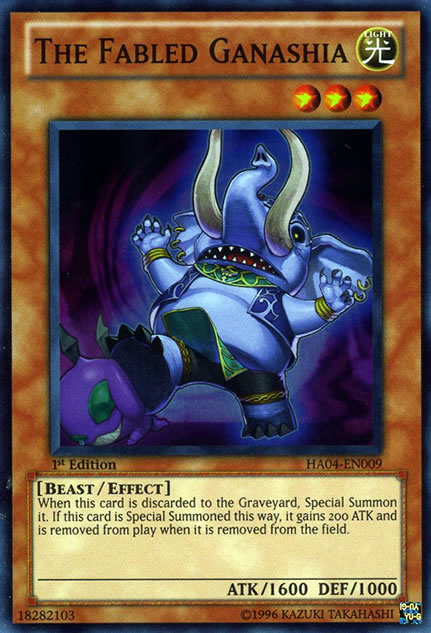 THE FABLED GANASHIA
LIGHT
光
1st Edition
HA04-EN009
[BEAST/EFFECT]
When this card is discarded to the Graveyard, Special Summon
it. If this card is Special Summoned this way, it gains 200 ATK and
is removed from play when it is removed from the field.
ATK/1600 DEF/1000
18282103
©1996 KAZUKI TAKAHASHI